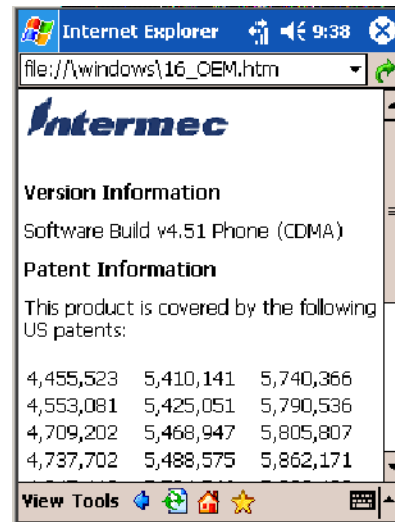 Internet Explorer 9:38
file://\windows\16_OEM.htm
Intermec
Version Information
Software Build v4.51 Phone (CDMA)
Patent Information
This product is covered by the following
US patents:
4,455,523 5,410,141 5,740,366
4,553,081 5,425,051 5,790,536
4,709,202 5,468,947 5,805,807
4,737,702 5,488,575 5,862,171
View Tools